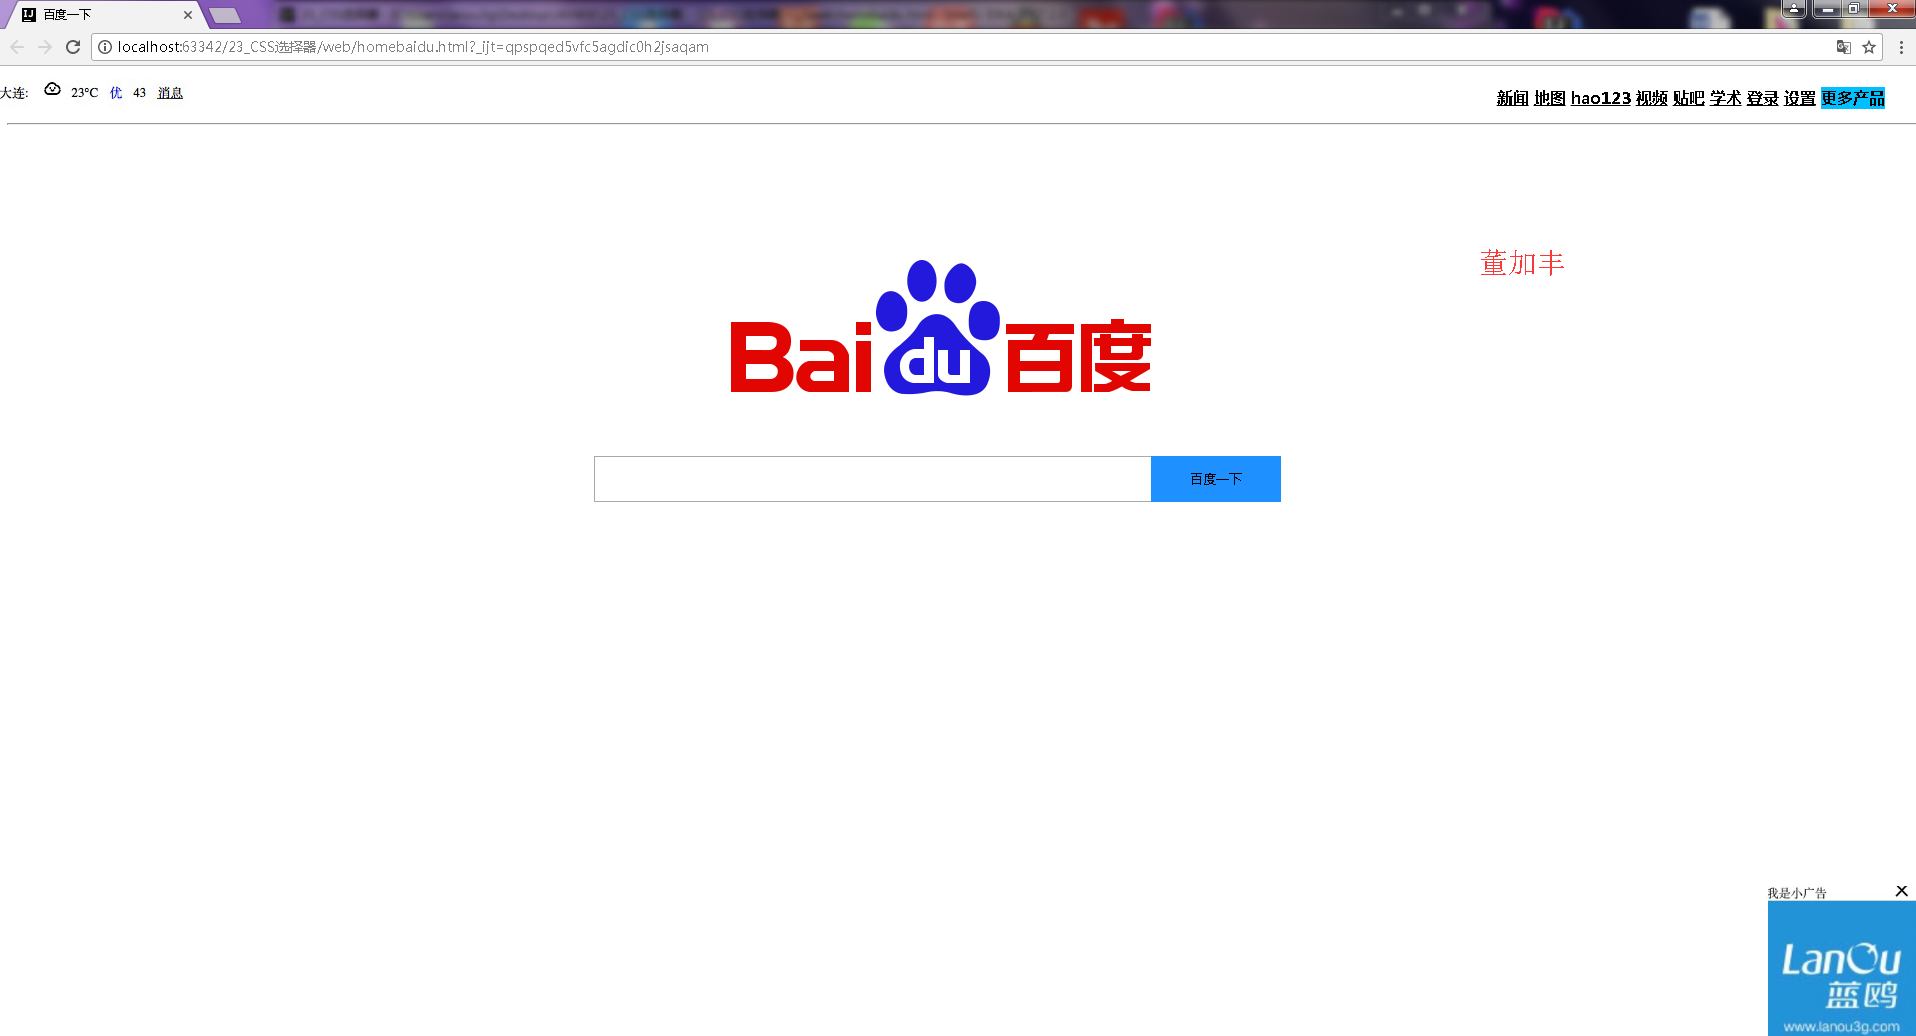 百度一下
localhost:63342/23_CSS选择器/web/homebaidu.html?_ijt=qpspqed5vfc5agdic0h2jsaqam
大连: 23℃ 优 43 消息
新闻 地图 hao123 视频 贴吧 学术 登录 设置 更多产品
董加丰
Bai du 百度
百度一下
我是小广告
LanOu
蓝鸥
www.lanou3g.com